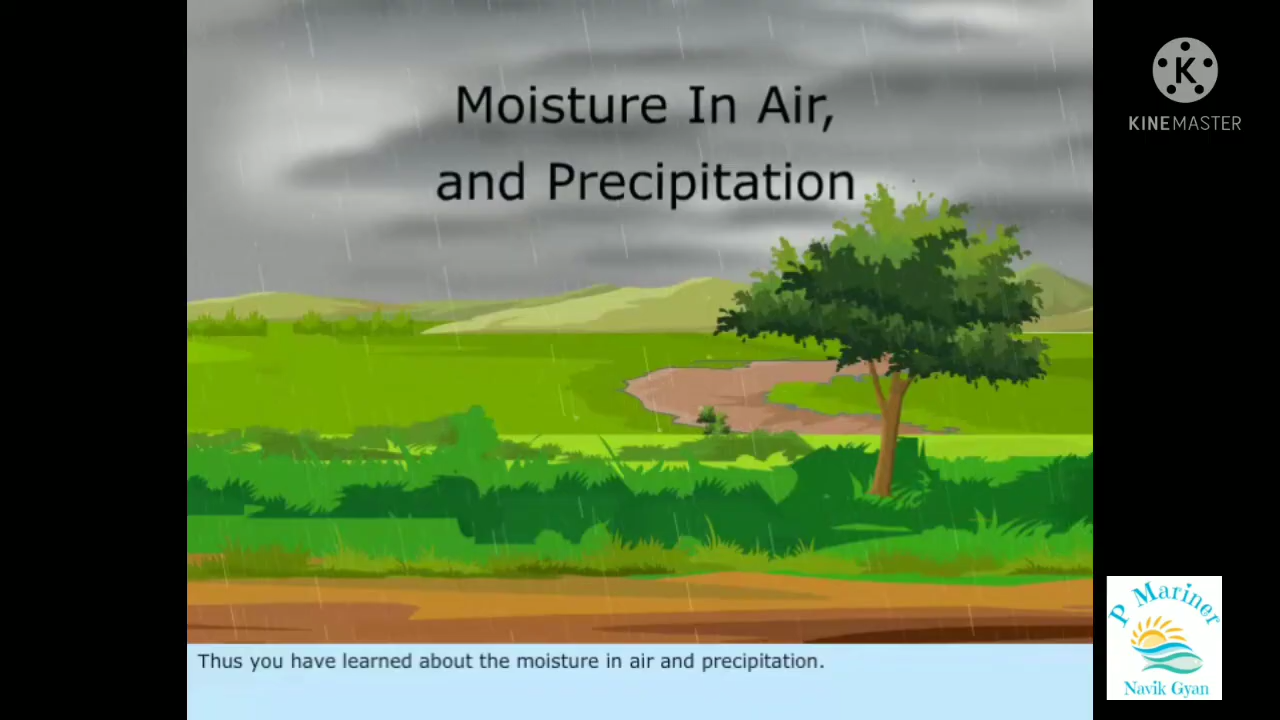 Moisture In Air,
and Precipitation
K
KINEMASTER
P Mariner
Navik Gyan
Thus you have learned about the moisture in air and precipitation.